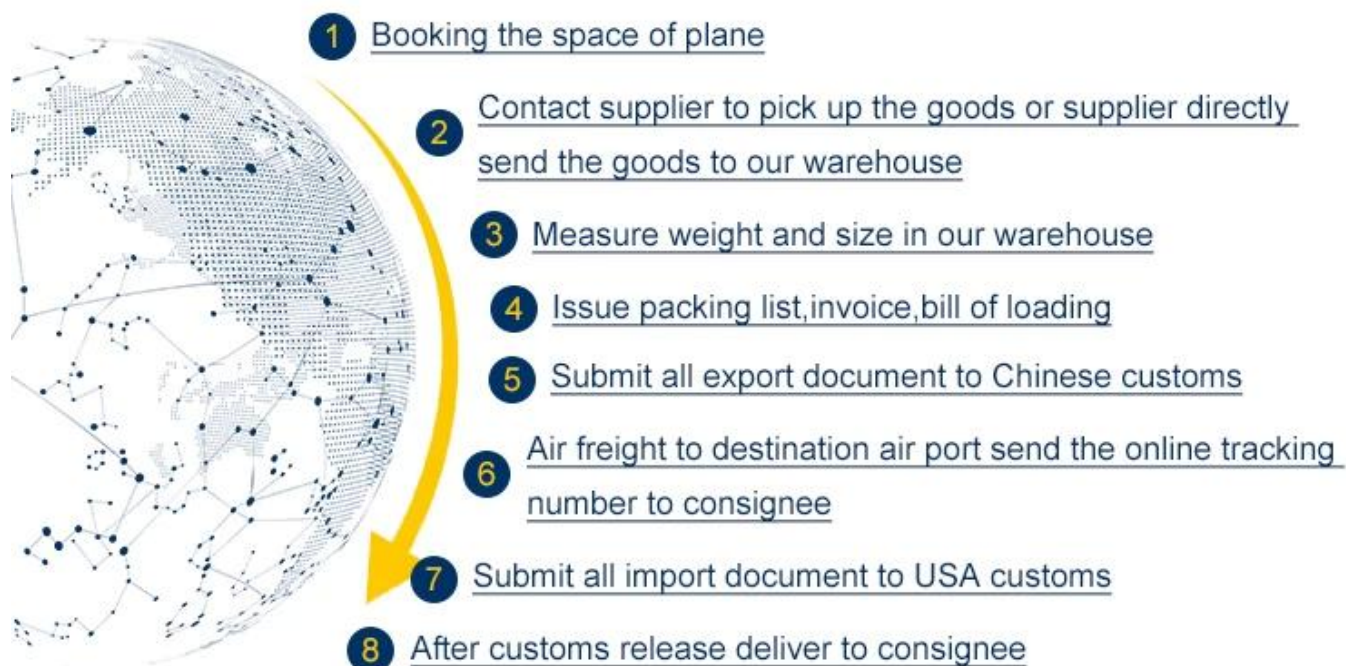 1 Booking the space of plane
2 Contact supplier to pick up the goods or supplier directly
send the goods to our warehouse
3 Measure weight and size in our warehouse
4 Issue packing list,invoice,bill of loading
5 Submit all export document to Chinese customs
6 Air freight to destination air port send the online tracking
number to consignee
7 Submit all import document to USA customs
8 After customs release deliver to consignee